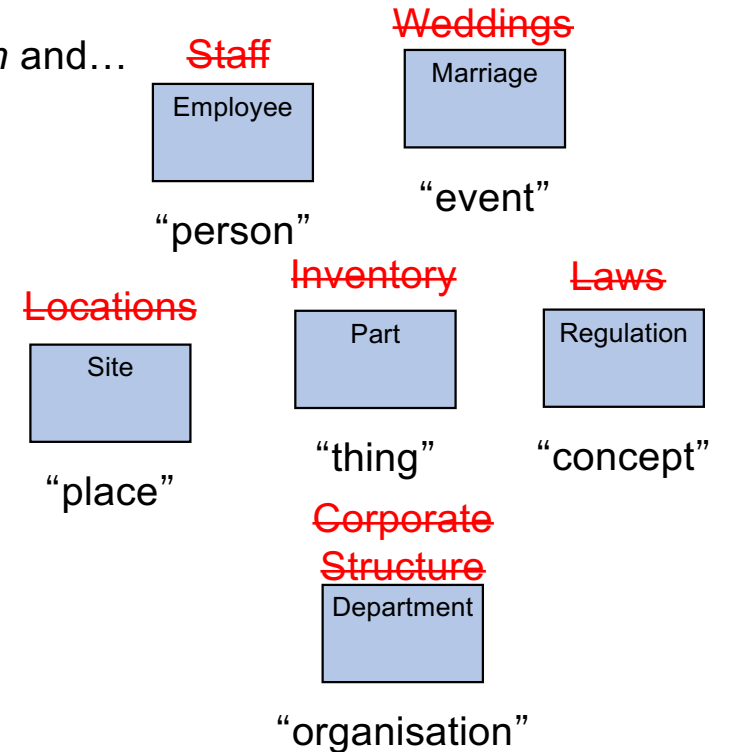 n and…
Staff
Employee
“person”
Weddings
Marriage
“event”
Locations
Site
“place”
Inventory
Part
“thing”
Laws
Regulation
“concept”
Corporate
Structure
Department
“organisation”